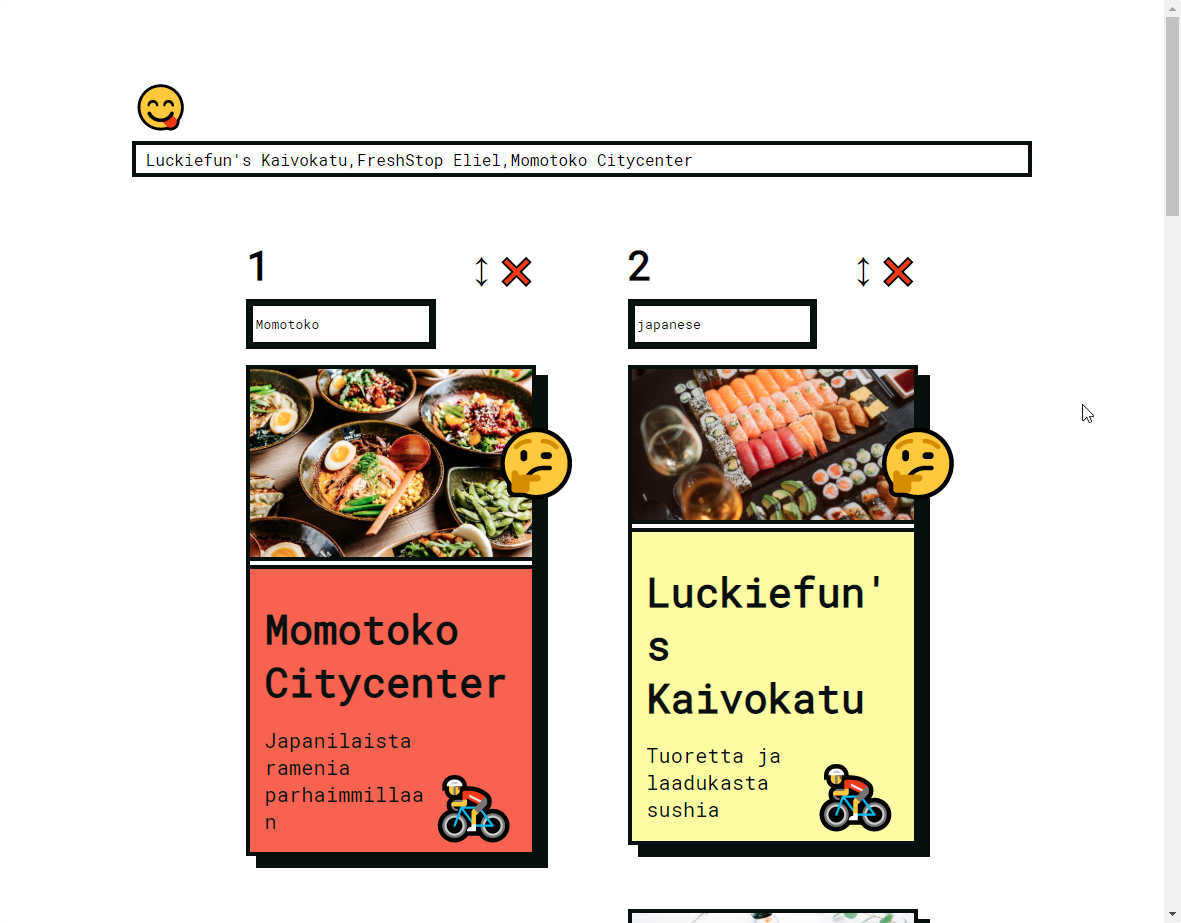 Luckiefun's Kaivokatu,FreshStop Eliel,Momotoko Citycenter
1
Momotoko
Momotoko
Citycenter
Japanilaista
ramenia
parhaimmillaa
n
2
japanese
Luckiefun'
s
Kaivokatu
Tuoretta ja
laadukasta
sushia